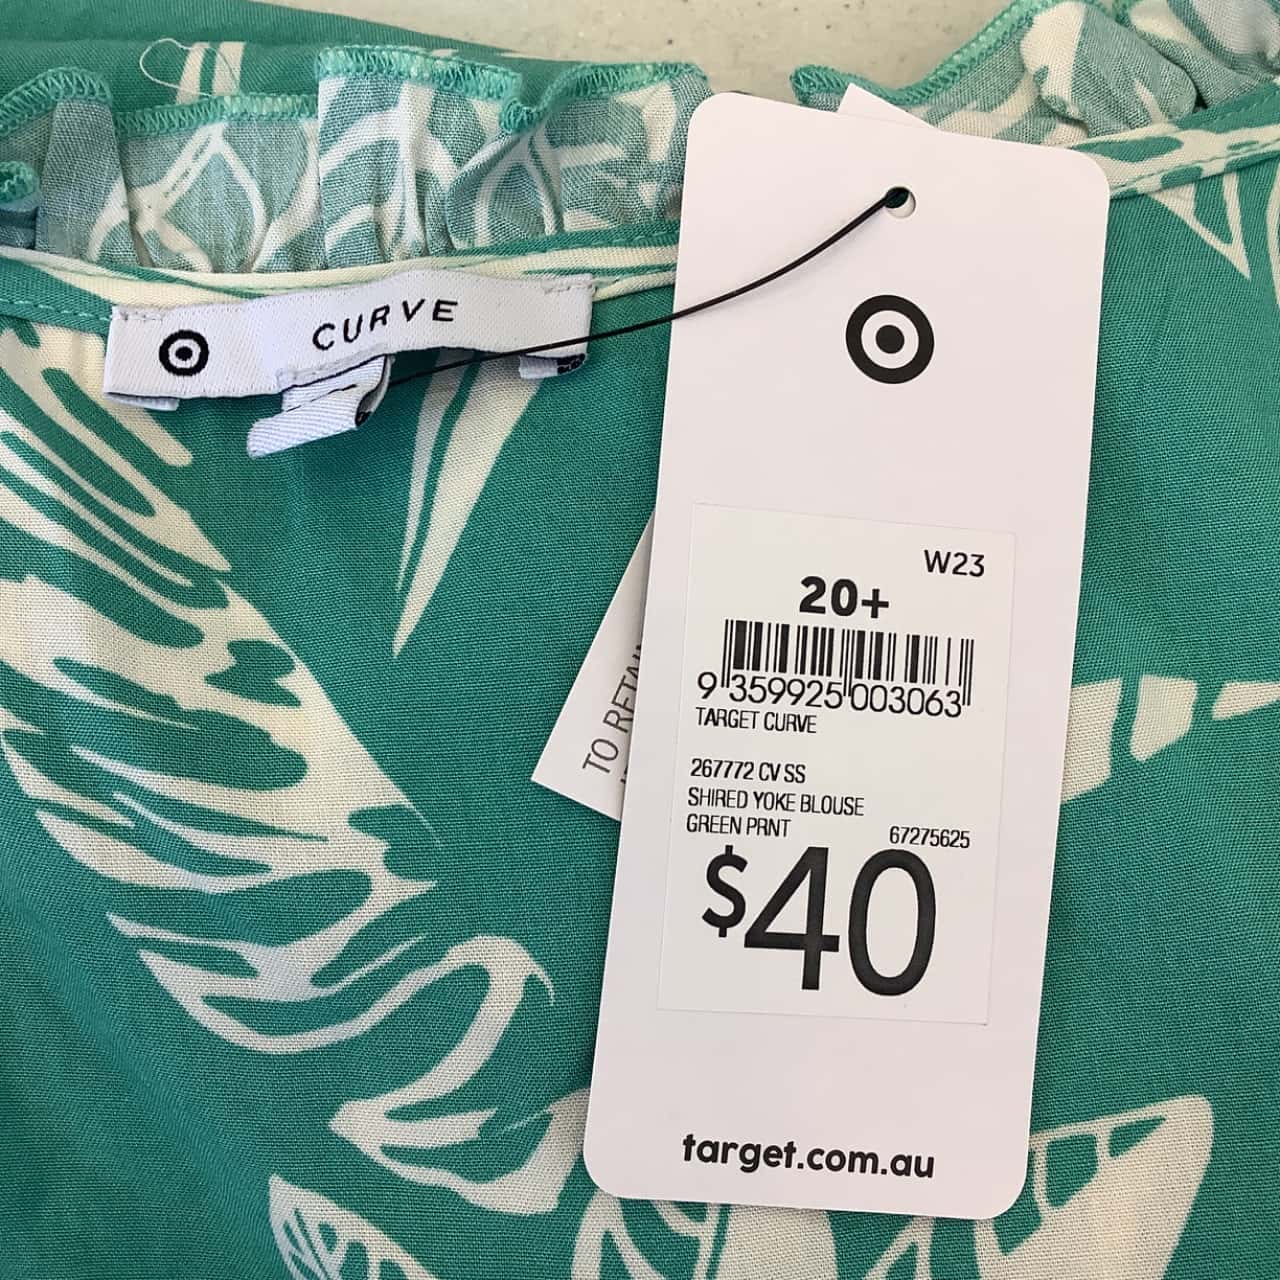 CURVE
W23
20+
9 359925 003063
TARGET CURVE
267772 CV SS
SHIRED YOKE BLOUSE
GREEN PRNT 67275625
$40
target.com.au
TO RETAIN